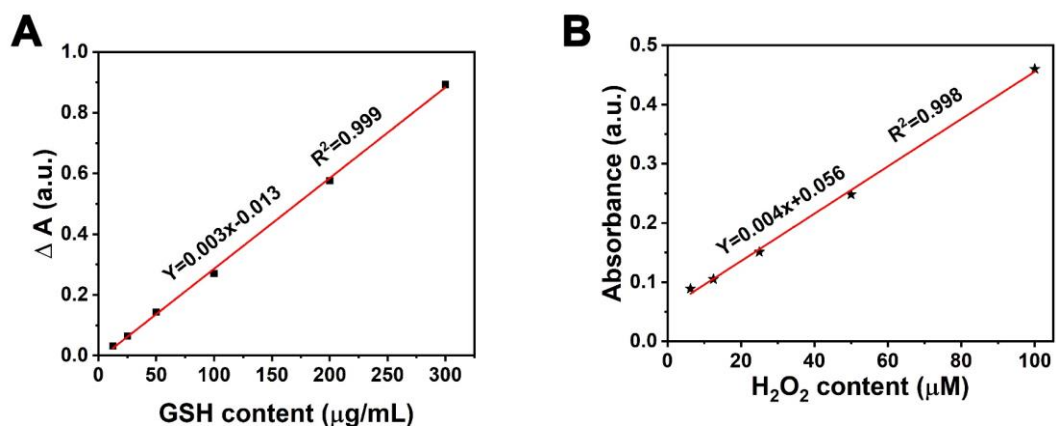 A
1.0
0.8
0.6
0.4
0.2
0.0
Δ A (a.u.)
Y=0.003x-0.013
R²=0.999
0 50 100 150 200 250 300
GSH content (μg/mL)
B
0.5
0.4
0.3
0.2
0.1
0.0
Absorbance (a.u.)
Y=0.004x+0.056
R²=0.998
0 20 40 60 80 100
H₂O₂ content (μM)